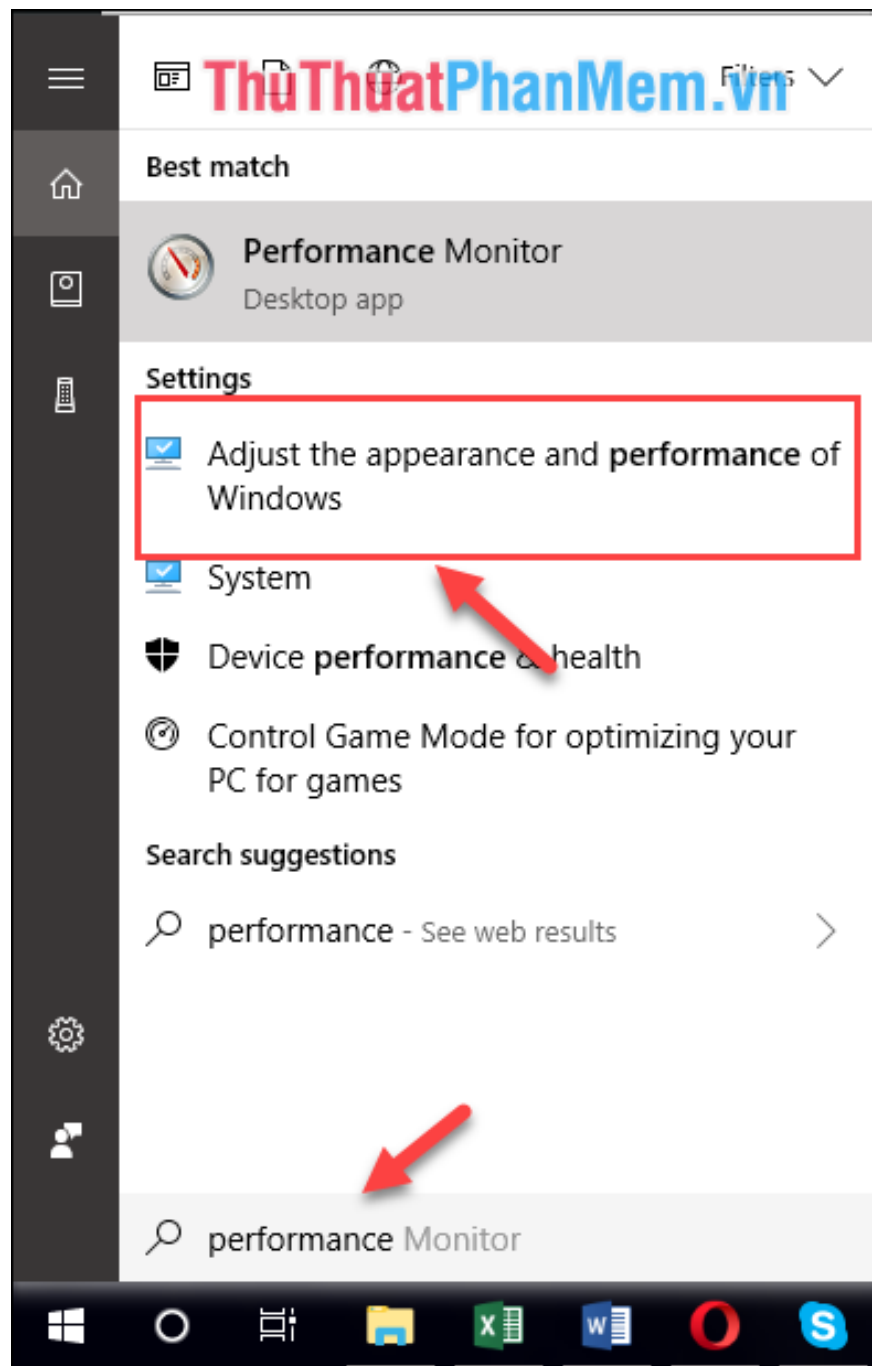 ThuThuatPhanMem.vn
Filters
Best match
Performance Monitor
Desktop app
Settings
Adjust the appearance and performance of
Windows
System
Device performance & health
Control Game Mode for optimizing your
PC for games
Search suggestions
performance - See web results
performance Monitor